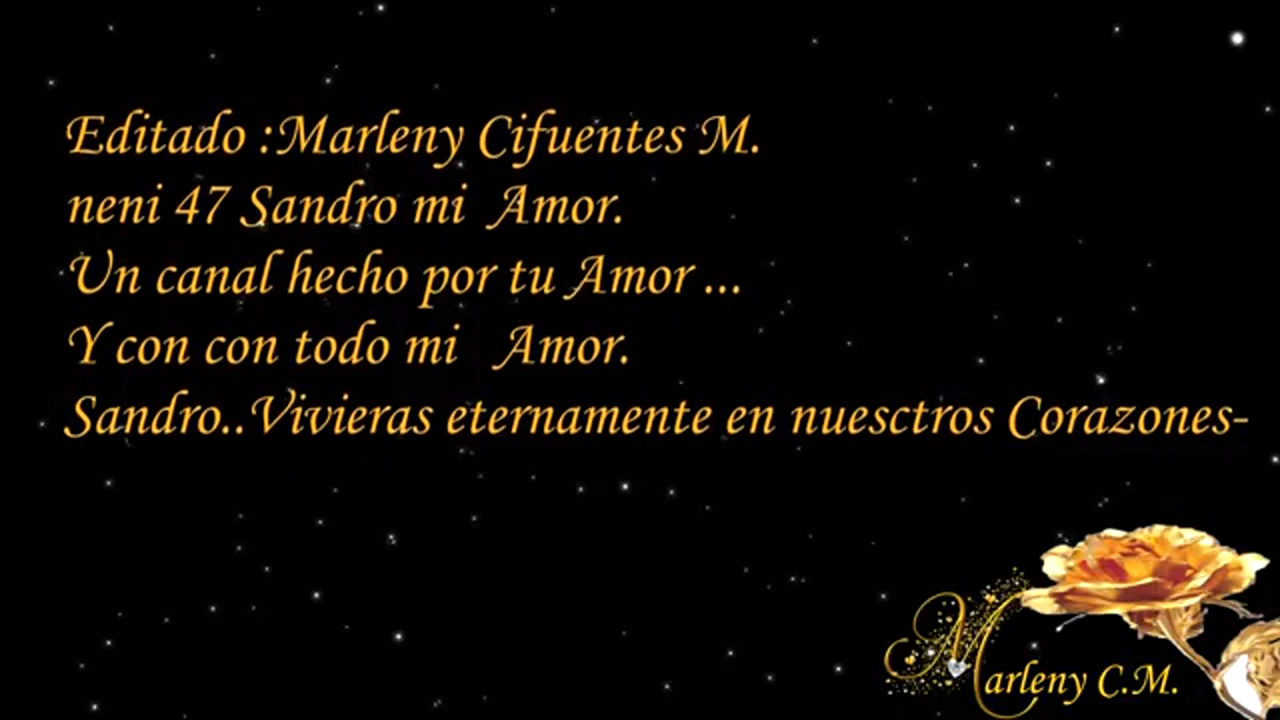 Editado :Marleny Cifuentes M.
neni 47 Sandro mi Amor.
Un canal hecho por tu Amor ...
Y con con todo mi Amor.
Sandro..Vivieras eternamente en nuesctros Corazones-
Marleny C.M.